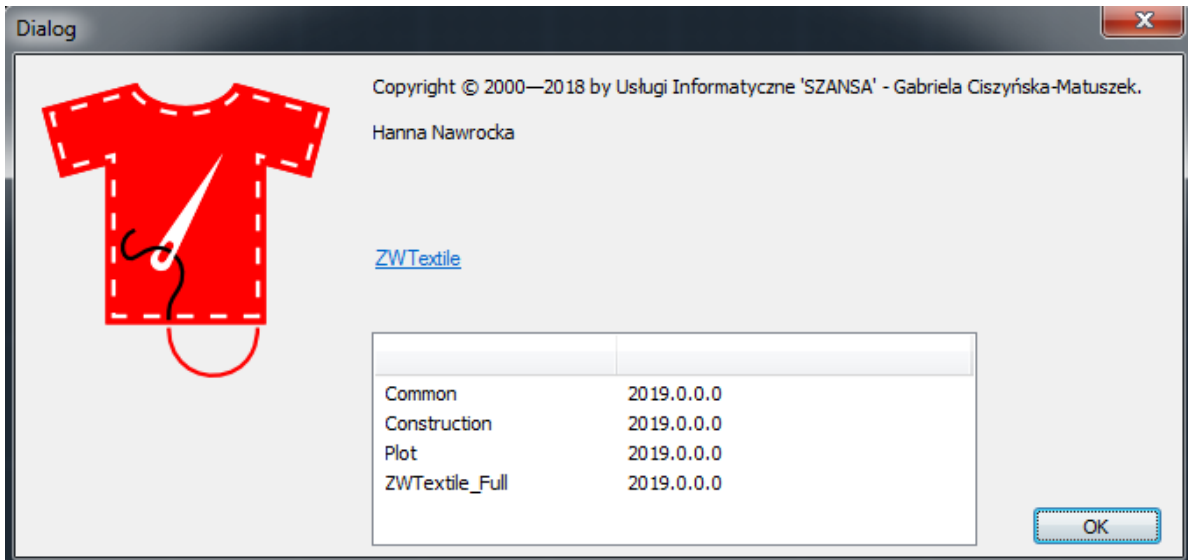 Dialog
Copyright © 2000—2018 by Usługi Informatyczne 'SZANSA' - Gabriela Ciszyńska-Matuszek.
Hanna Nawrocka
ZWTextile
Common 2019.0.0.0
Construction 2019.0.0.0
Plot 2019.0.0.0
ZWTextile_Full 2019.0.0.0
OK